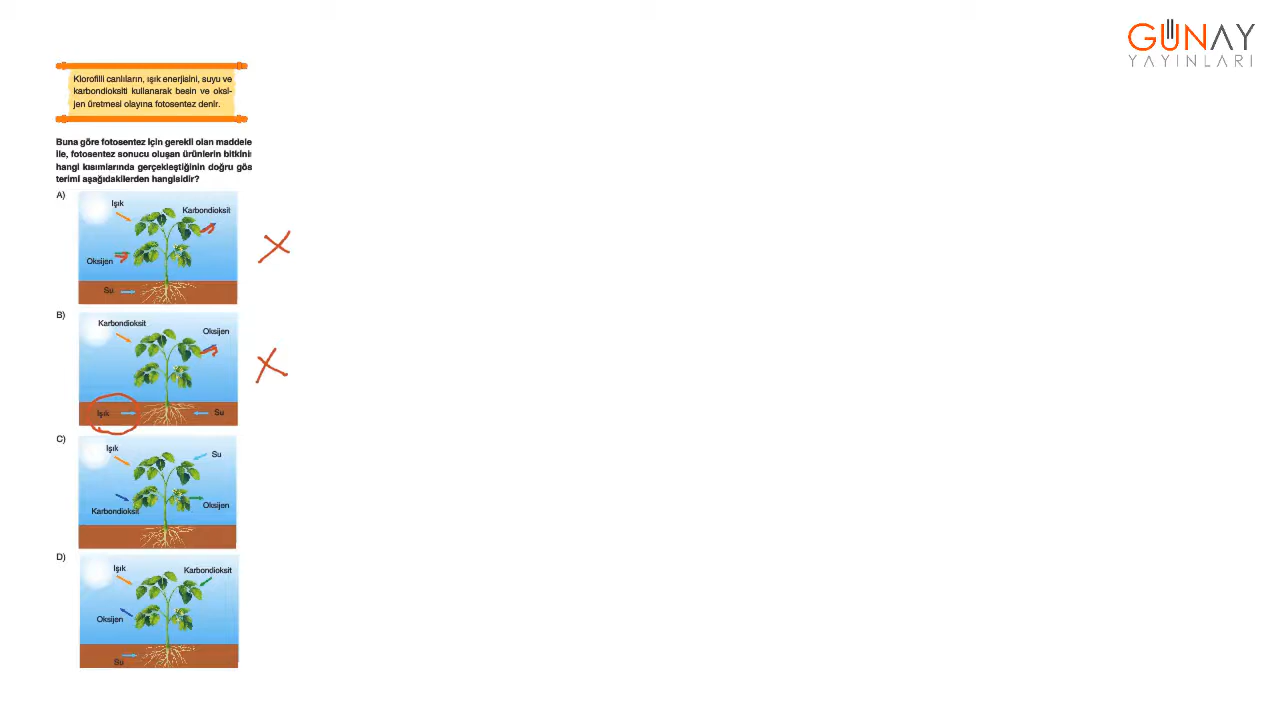 GÜNAY
YAYINLARI
Klorofilli canlıların, ışık enerjisini, suyu ve
karbondioksiti kullanarak besin ve oksi-
jen üretmesi olayına fotosentez denir.
Buna göre fotosentez için gerekli olan maddele
ile, fotosentez sonucu oluşan ürünlerin bitkini
hangi kısımlarında gerçekleştiğinin doğru gös
terimi aşağıdakilerden hangisidir?
A)
Işık
Karbondioksit
Oksijen
Su
B)
Karbondioksit
Oksijen
Işık
Su
C)
Işık
Su
Karbondioksit
Oksijen
D)
Işık
Karbondioksit
Oksijen
Su